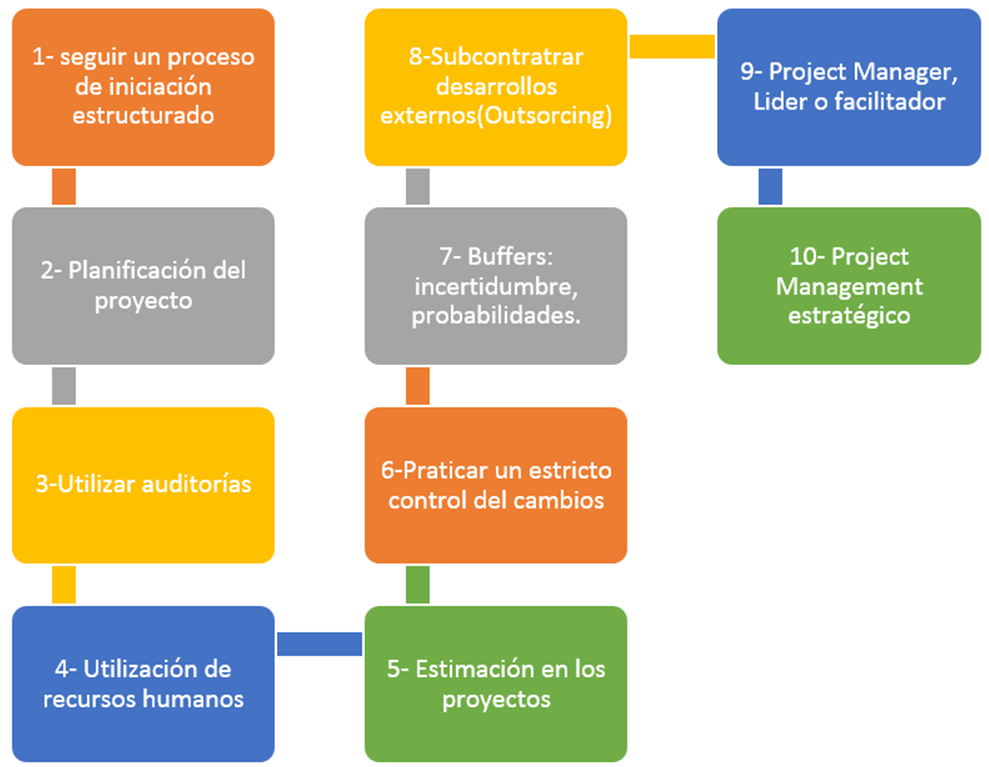 1- seguir un proceso
de iniciación
estructurado
2- Planificación del
proyecto
3-Utilizar auditorías
4- Utilización de
recursos humanos
5- Estimación en los
proyectos
6-Praticar un estricto
control del cambios
7- Buffers:
incertidumbre,
probabilidades.
8-Subcontratrar
desarrollos
externos(Outsorcing)
9- Project Manager,
Lider o facilitador
10- Project
Management
estratégico